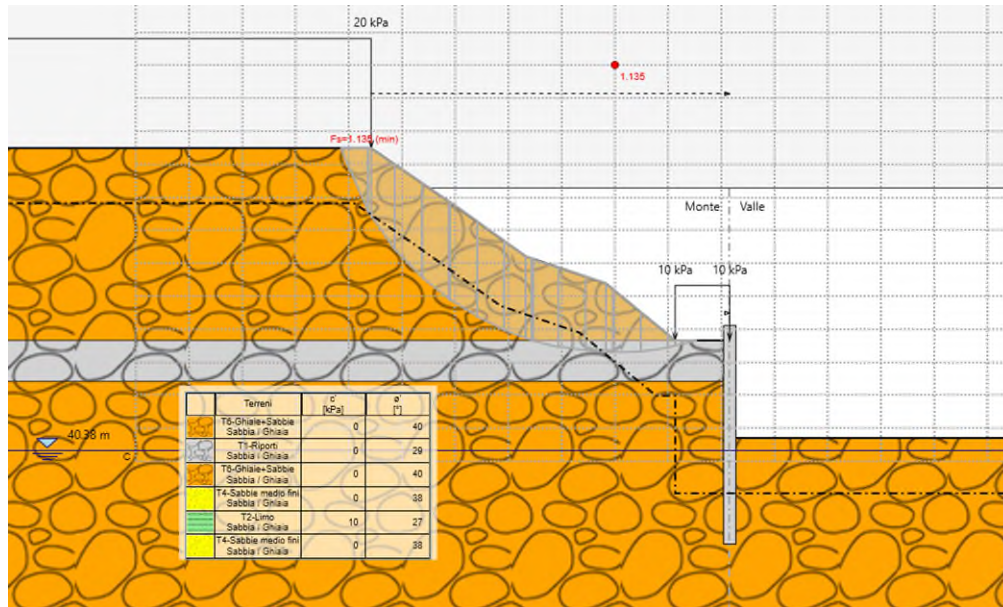 20 kPa
1.135
Fs=1.135 (min)
Monte
Valle
10 kPa
10 kPa
40.38 m
C
Terreni
c'
[kPa]
ø'
[°]
T6-Ghiaie+Sabbie
Sabbia / Ghiaia
0
40
T1-Riporti
Sabbia / Ghiaia
0
29
T6-Ghiaie+Sabbie
Sabbia / Ghiaia
0
40
T4-Sabbie medio fini
Sabbia / Ghiaia
0
38
T2-Limo
Sabbia / Ghiaia
10
27
T4-Sabbie medio fini
Sabbia / Ghiaia
0
38